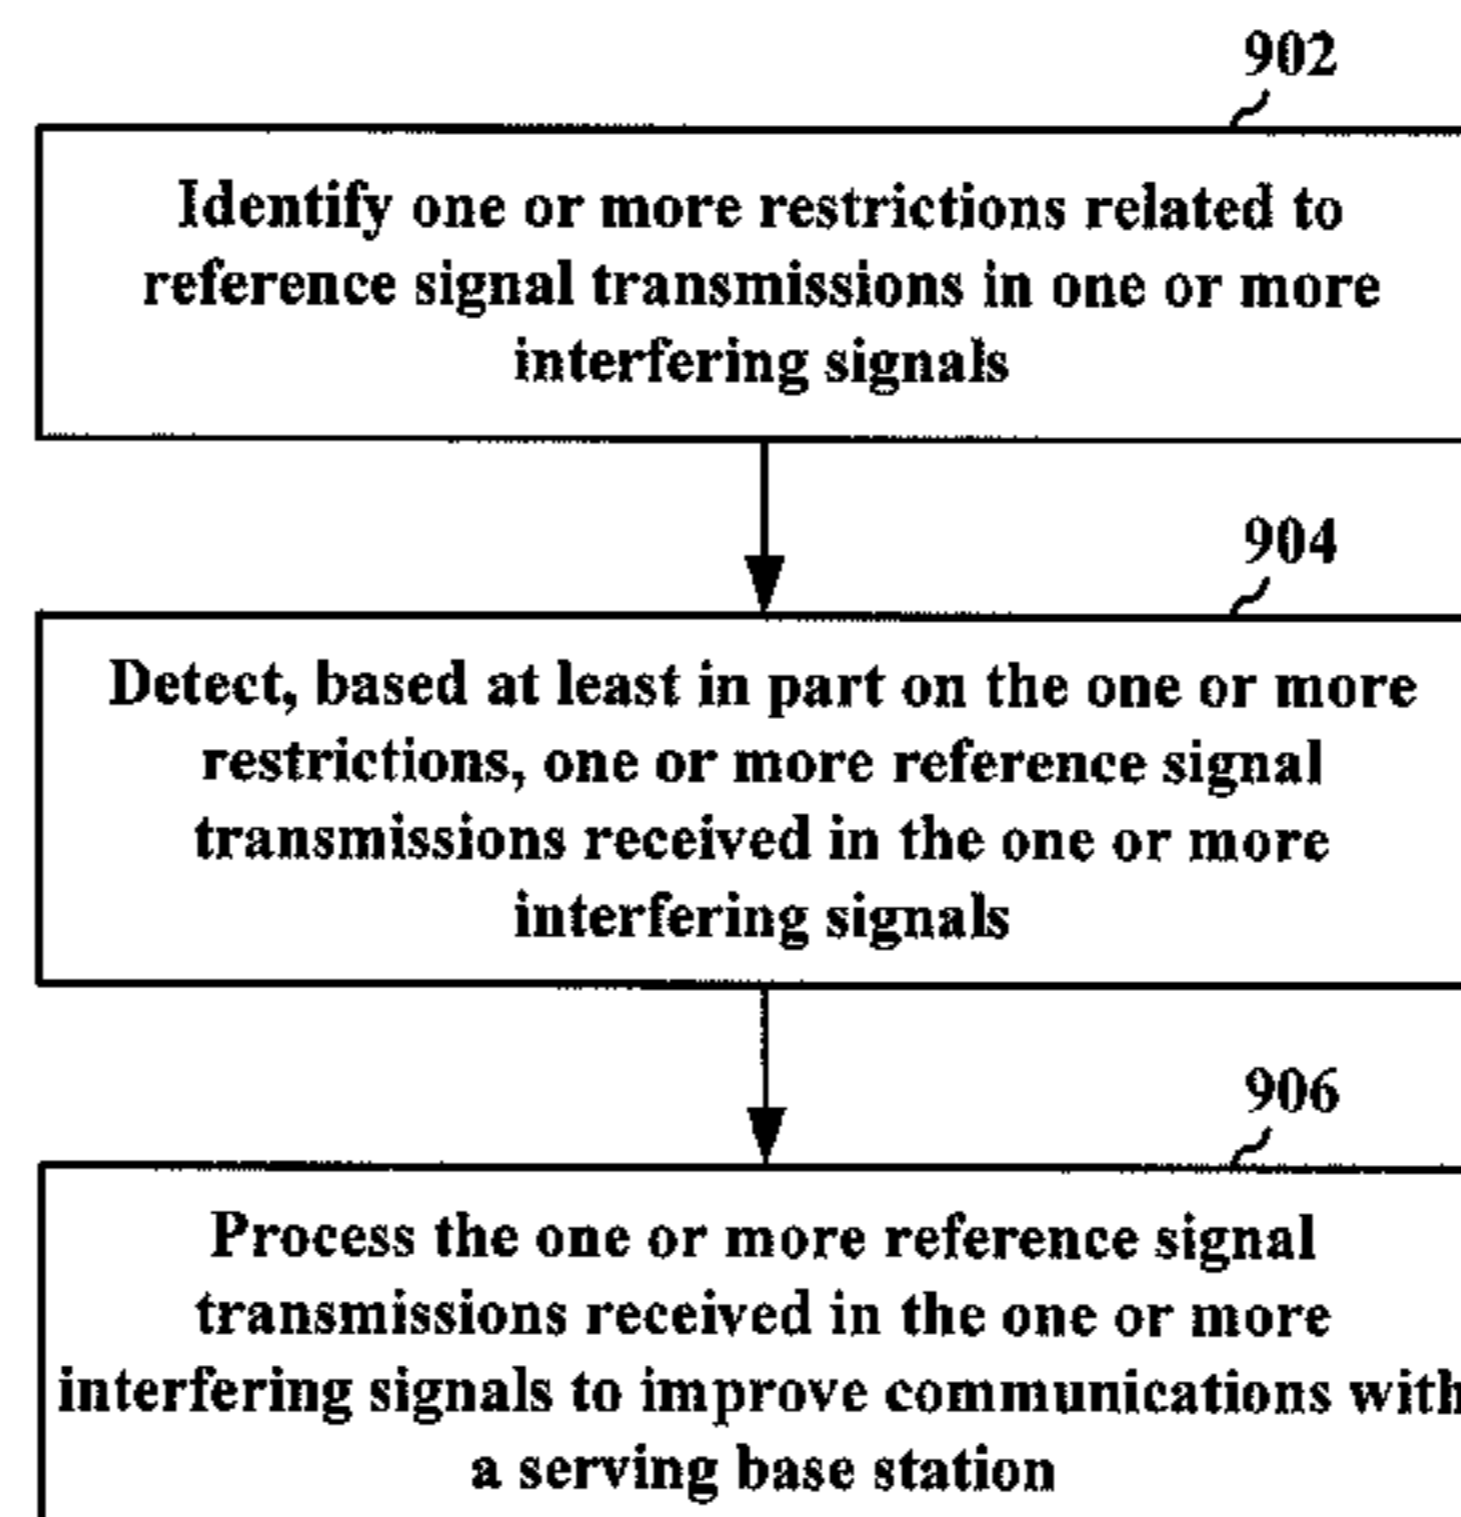 902
Identify one or more restrictions related to
reference signal transmissions in one or more
interfering signals
904
Detect, based at least in part on the one or more
restrictions, one or more reference signal
transmissions received in the one or more
interfering signals
906
Process the one or more reference signal
transmissions received in the one or more
interfering signals to improve communications with
a serving base station